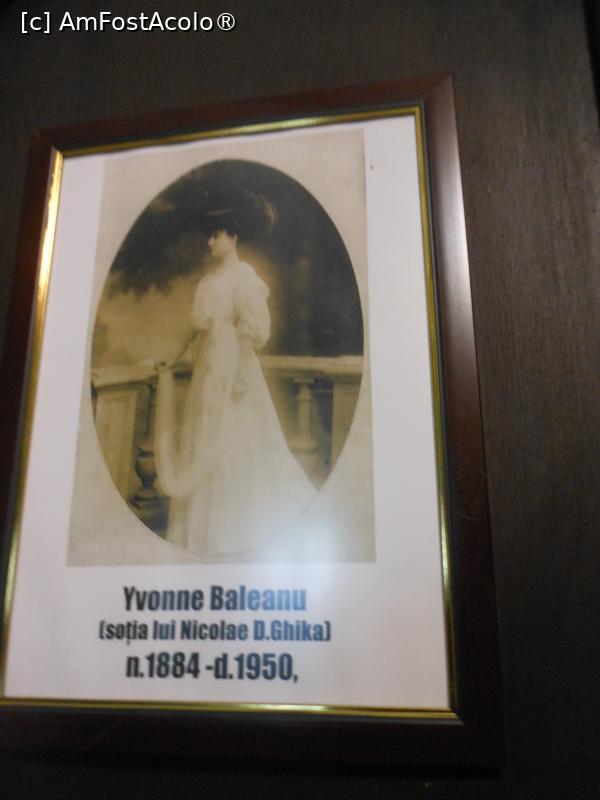 [c] AmFostAcolo®
Yvonne Baleanu
(soția lui Nicolae D.Ghika)
n.1884 -d.1950,